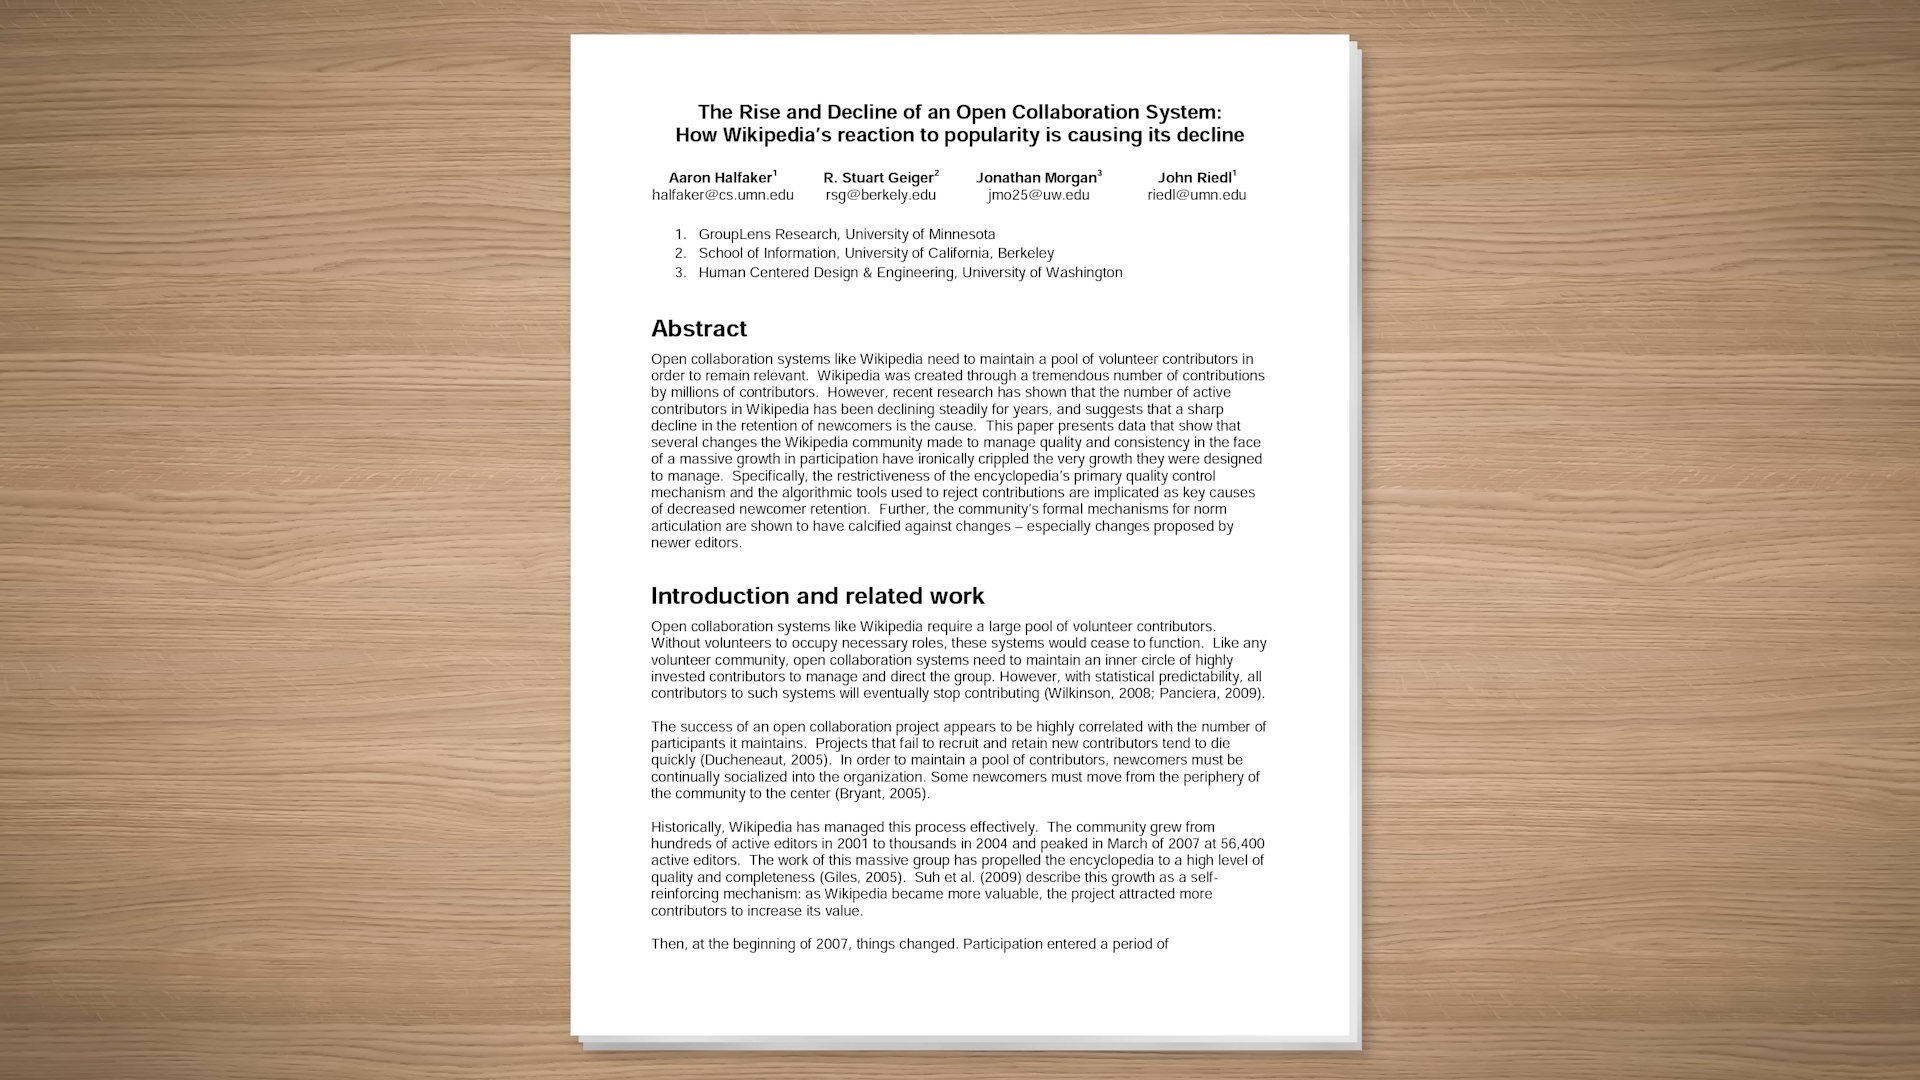 The Rise and Decline of an Open Collaboration System:
How Wikipedia's reaction to popularity is causing its decline
Aaron Halfaker1 R. Stuart Geiger2 Jonathan Morgan3 John Riedl1
halfaker@cs.umn.edu rsg@berkely.edu jmo25@uw.edu riedl@umn.edu
1. GroupLens Research, University of Minnesota
2. School of Information, University of California, Berkeley
3. Human Centered Design & Engineering, University of Washington
Abstract
Open collaboration systems like Wikipedia need to maintain a pool of volunteer contributors in
order to remain relevant. Wikipedia was created through a tremendous number of contributions
by millions of contributors. However, recent research has shown that the number of active
contributors in Wikipedia has been declining steadily for years, and suggests that a sharp
decline in the retention of newcomers is the cause. This paper presents data that show that
several changes the Wikipedia community made to manage quality and consistency in the face
of a massive growth in participation have ironically crippled the very growth they were designed
to manage. Specifically, the restrictiveness of the encyclopedia's primary quality control
mechanism and the algorithmic tools used to reject contributions are implicated as key causes
of decreased newcomer retention. Further, the community's formal mechanisms for norm
articulation are shown to have calcified against changes – especially changes proposed by
newer editors.
Introduction and related work
Open collaboration systems like Wikipedia require a large pool of volunteer contributors.
Without volunteers to occupy necessary roles, these systems would cease to function. Like any
volunteer community, open collaboration systems need to maintain an inner circle of highly
invested contributors to manage and direct the group. However, with statistical predictability, all
contributors to such systems will eventually stop contributing (Wilkinson, 2008; Panciera, 2009).
The success of an open collaboration project appears to be highly correlated with the number of
participants it maintains. Projects that fail to recruit and retain new contributors tend to die
quickly (Ducheneaut, 2005). In order to maintain a pool of contributors, newcomers must be
continually socialized into the organization. Some newcomers must move from the periphery of
the community to the center (Bryant, 2005).
Historically, Wikipedia has managed this process effectively. The community grew from
hundreds of active editors in 2001 to thousands in 2004 and peaked in March of 2007 at 56,400
active editors. The work of this massive group has propelled the encyclopedia to a high level of
quality and completeness (Giles, 2005). Suh et al. (2009) describe this growth as a self-
reinforcing mechanism: as Wikipedia became more valuable, the project attracted more
contributors to increase its value.
Then, at the beginning of 2007, things changed. Participation entered a period of